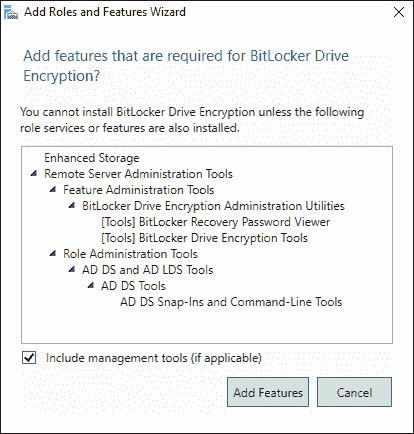 Add Roles and Features Wizard
Add features that are required for BitLocker Drive
Encryption?
You cannot install BitLocker Drive Encryption unless the following
role services or features are also installed.
Enhanced Storage
Remote Server Administration Tools
Feature Administration Tools
BitLocker Drive Encryption Administration Utilities
[Tools] BitLocker Recovery Password Viewer
[Tools] BitLocker Drive Encryption Tools
Role Administration Tools
AD DS and AD LDS Tools
AD DS Tools
AD DS Snap-Ins and Command-Line Tools
Include management tools (if applicable)
Add Features
Cancel